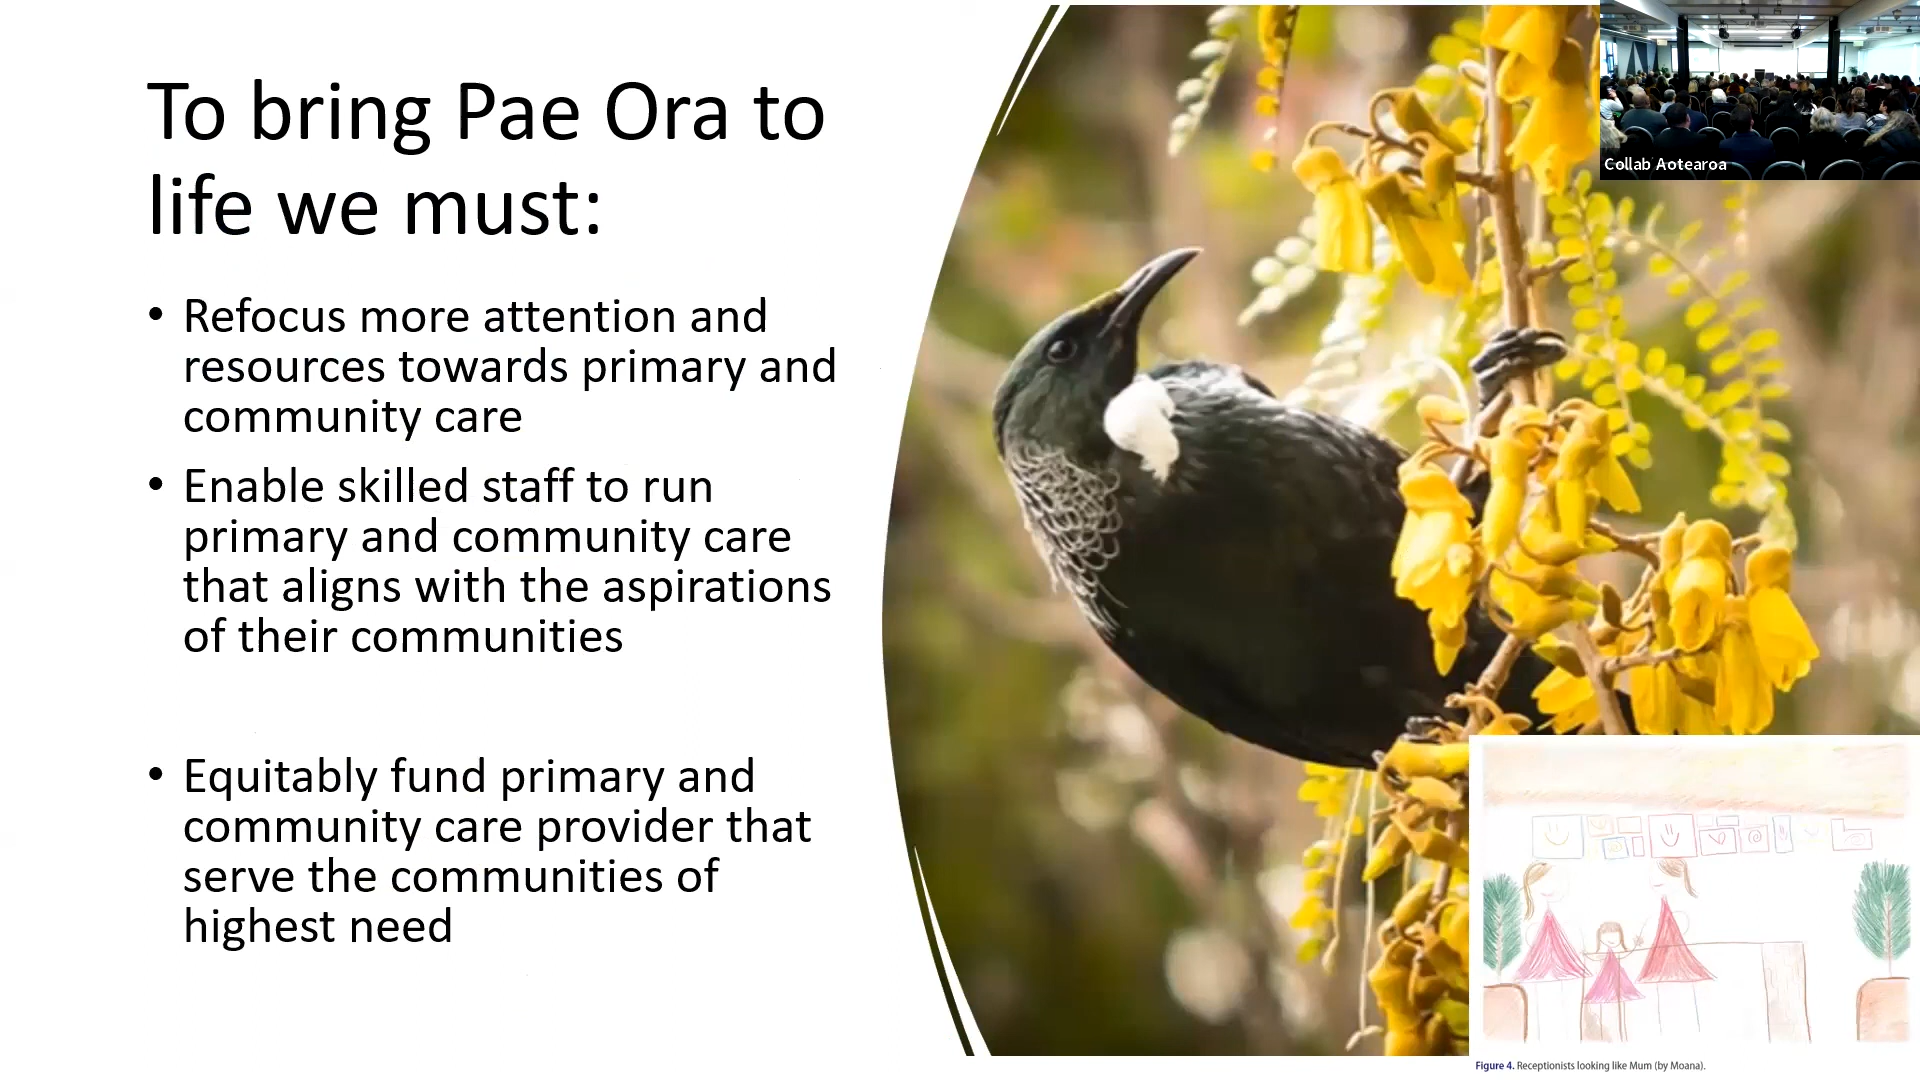 To bring Pae Ora to
life we must:
• Refocus more attention and
resources towards primary and
community care
• Enable skilled staff to run
primary and community care
that aligns with the aspirations
of their communities
• Equitably fund primary and
community care provider that
serve the communities of
highest need
Collab Aotearoa
Figure 4. Receptionists looking like Mum (by Moana).